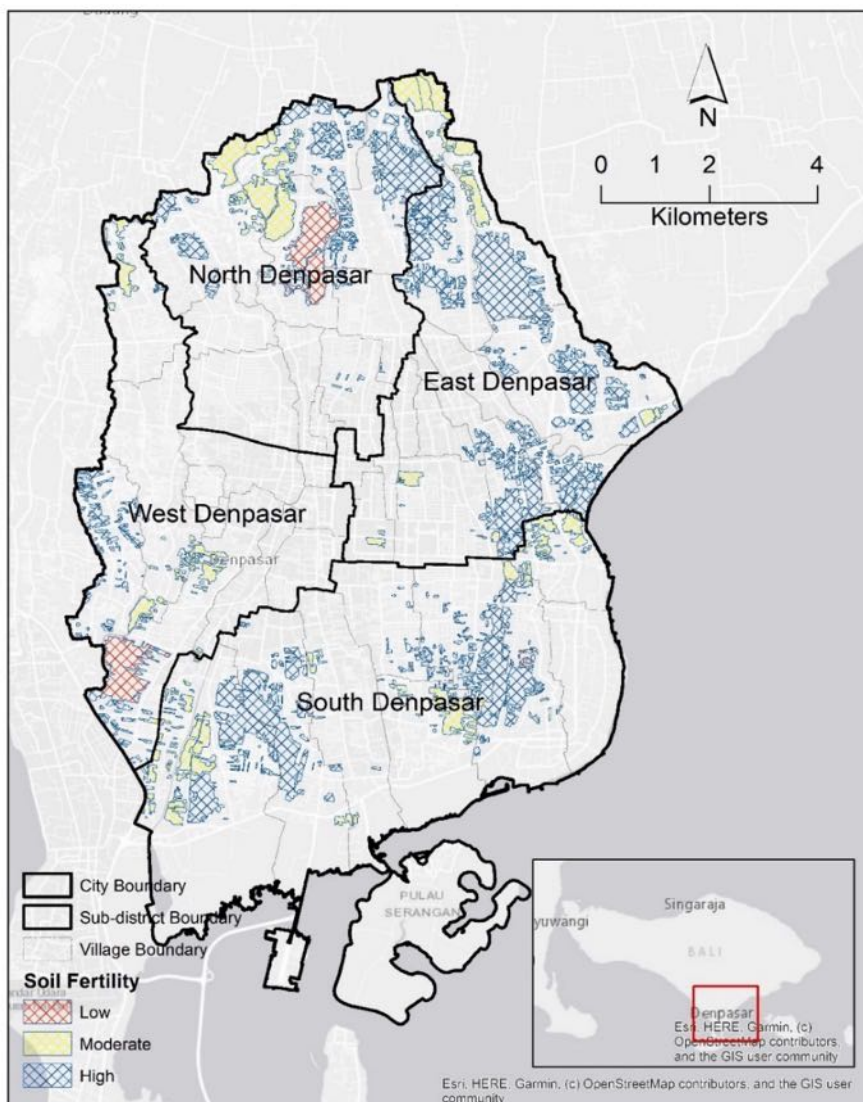 N
0 1 2 4
Kilometers
North Denpasar
East Denpasar
West Denpasar
Denpasar
South Denpasar
PULAU
SERANGAN
City Boundary
Sub-district Boundary
Village Boundary
Soil Fertility
Low
Moderate
High
Singaraja
yuwangi
BALI
Denpasar
Esri, HERE, Garmin, (c)
OpenStreetMap contributors,
and the GIS user community
Esri, HERE, Garmin, (c) OpenStreetMap contributors, and the GIS user
community